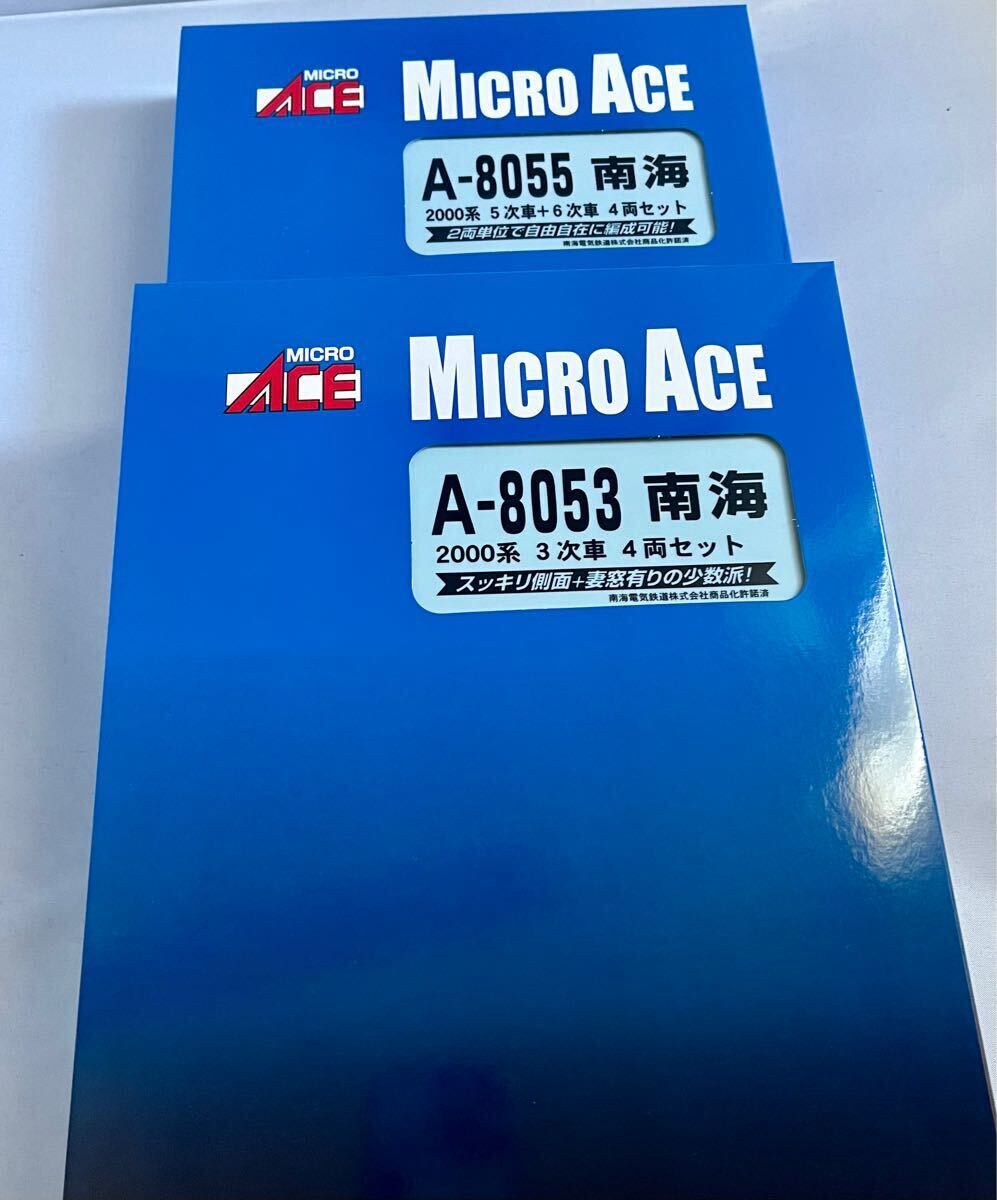 MICRO
ACE
MICRO ACE
A-8055 南海
2000系 5次車+6次車 4両セット
2両単位で自由自在に編成可能!
南海電気鉄道株式会社商品化許諾済
MICRO
ACE
MICRO ACE
A-8053 南海
2000系 3次車 4両セット
スッキリ側面+妻窓有りの少数派!
南海電気鉄道株式会社商品化許諾済